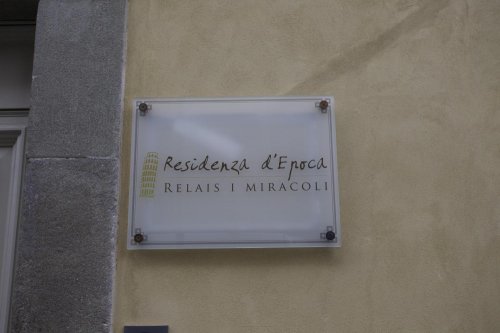 Residenza d'Epoca
RELAIS I MIRACOLI